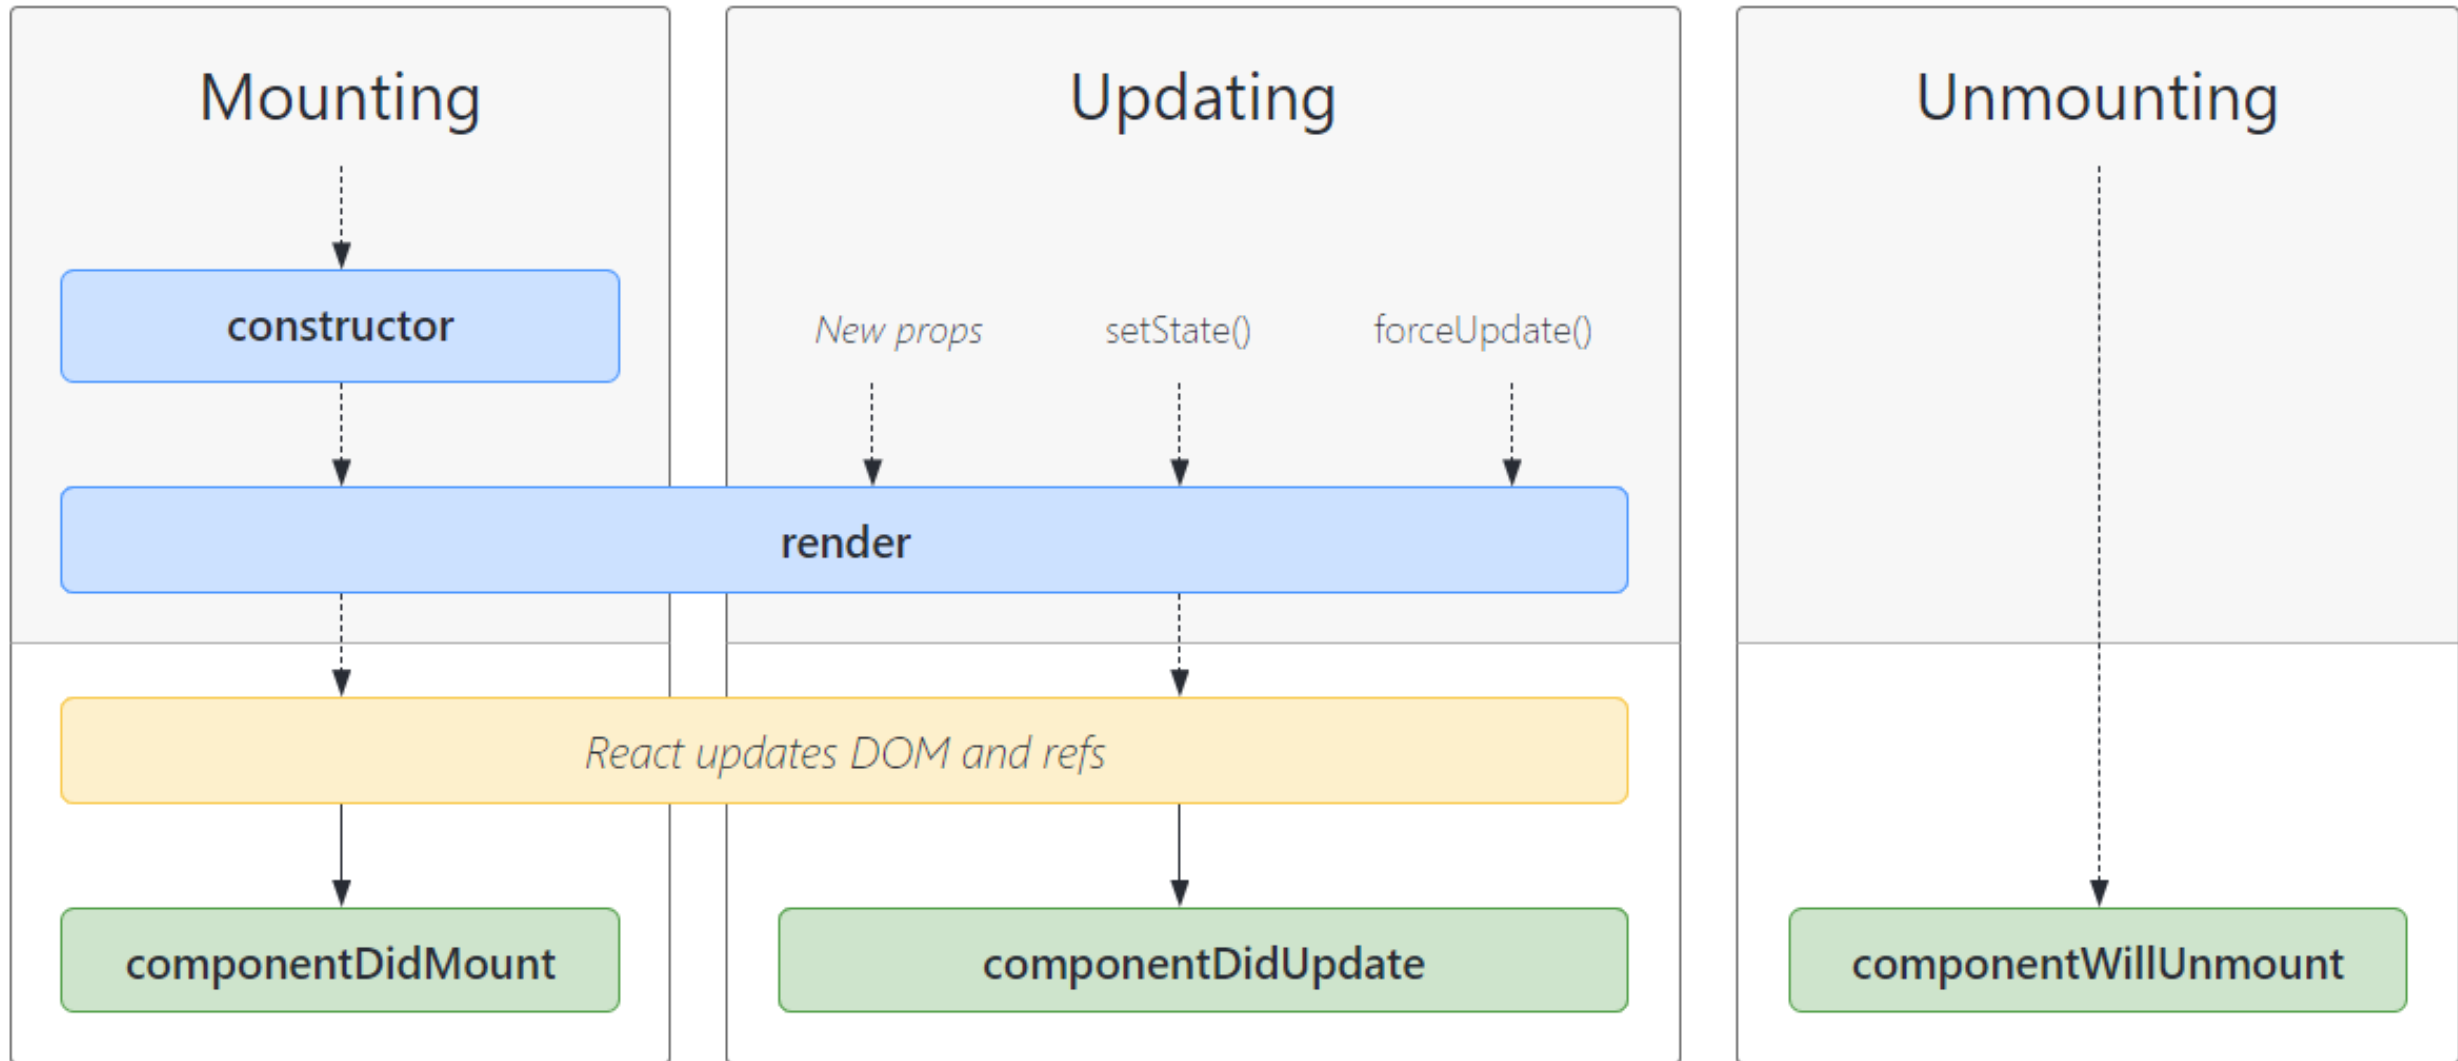 Mounting
Updating
Unmounting
constructor
New props
setState()
forceUpdate()
render
React updates DOM and refs
componentDidMount
componentDidUpdate
componentWillUnmount